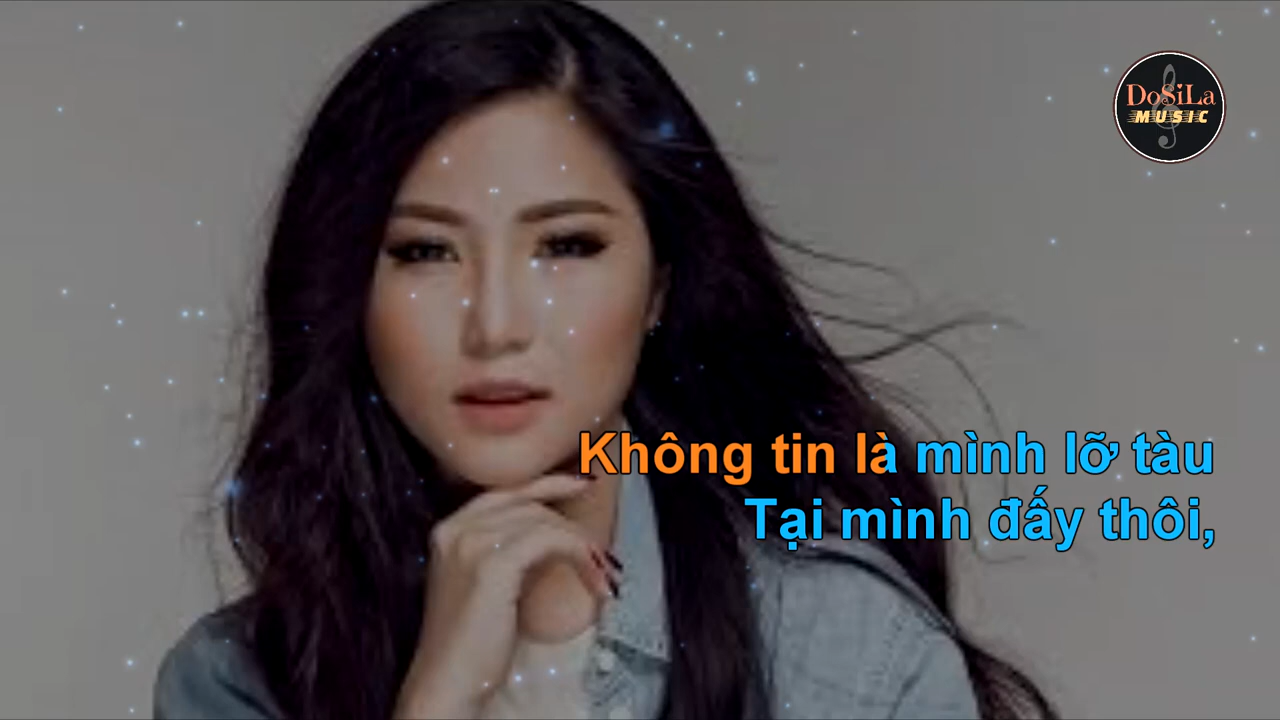 DoSiLa
MUSIC
Không tin là mình lỡ tàu
Tại mình đấy thôi,